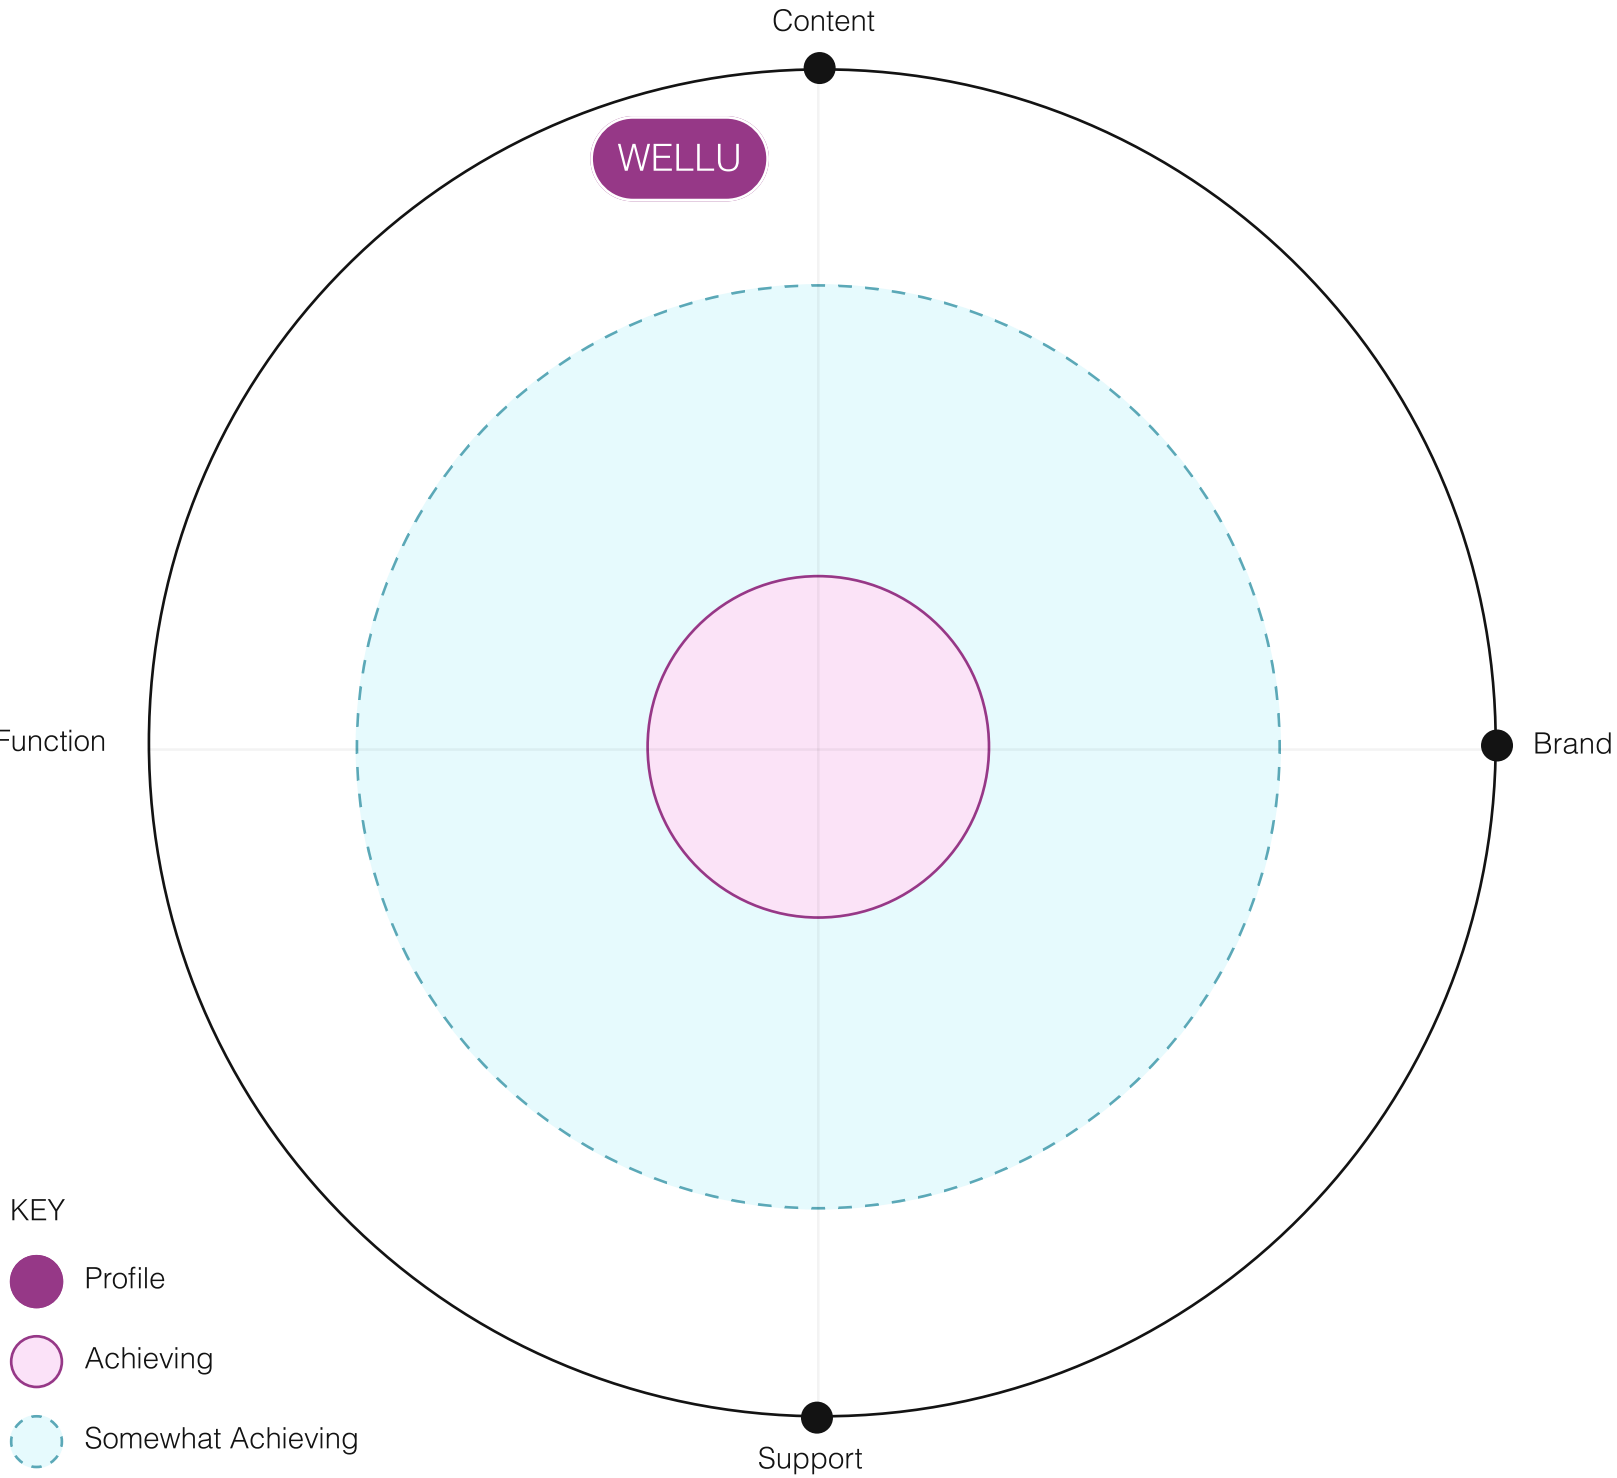 Content
WELLU
Function
Brand
KEY
Profile
Achieving
Somewhat Achieving
Support